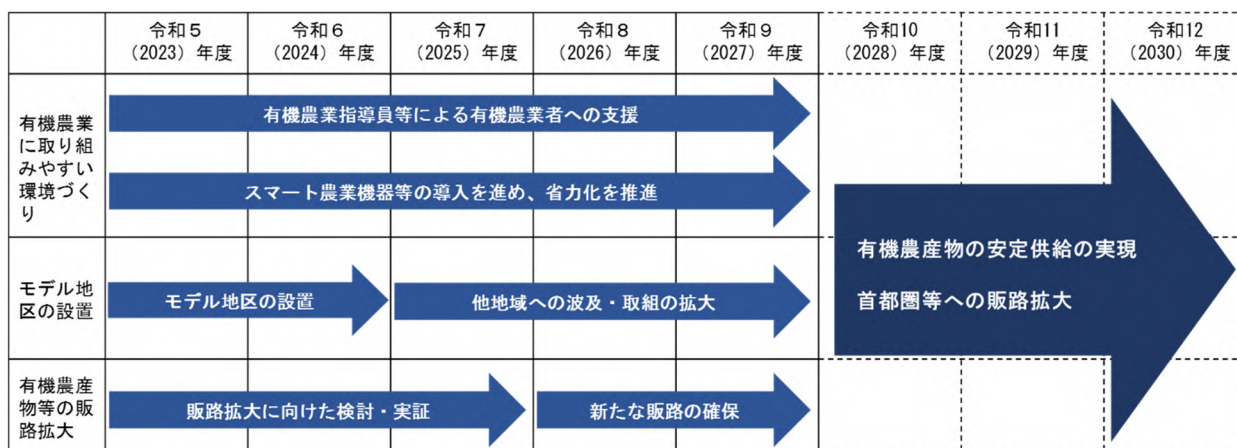 令和５
（2023）年度
令和６
（2024）年度
令和７
（2025）年度
令和８
（2026）年度
令和９
（2027）年度
令和10
（2028）年度
令和11
（2029）年度
令和12
（2030）年度
有機農業
に取り組
みやすい
環境づく
り
有機農業指導員等による有機農業者への支援
スマート農業機器等の導入を進め、省力化を推進
モデル地
区の設置
モデル地区の設置
他地域への波及・取組の拡大
有機農産
物等の販
路拡大
販路拡大に向けた検討・実証
新たな販路の確保
有機農産物の安定供給の実現
首都圏等への販路拡大